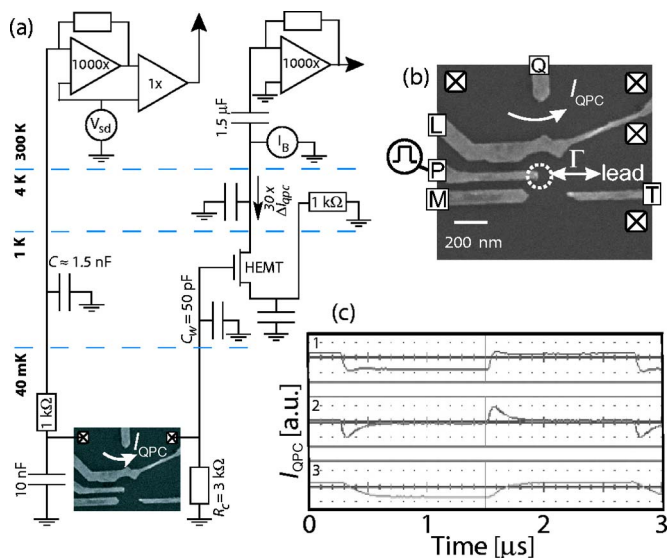 (a)
1000x
1x
V_sd
1000x
1.5 μF
I_B
300 K
4 K
1 K
40 mK
30 x
ΔI_qpc
1 kΩ
HEMT
C ≈ 1.5 nF
C_W = 50 pF
1 kΩ
10 nF
I
QPC
R_C = 3 kΩ
(b)
Q
I_QPC
L
P
M
Γ
lead
T
200 nm
(c)
1
2
3
I_QPC [a.u.]
0
1
2
3
Time [μs]